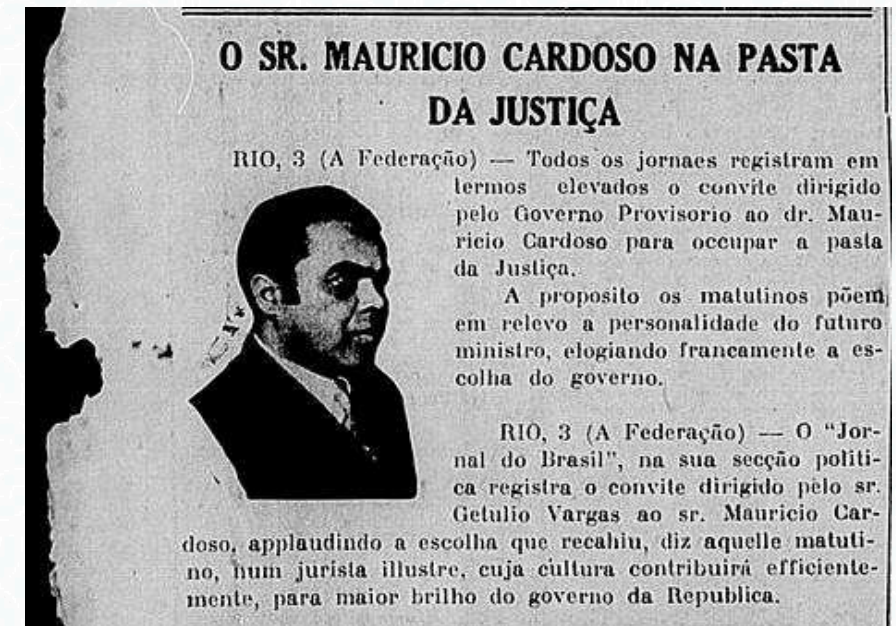 O SR. MAURICIO CARDOSO NA PASTA
DA JUSTIÇA
RIO, 3 (A Federação) — Todos os jornaes registram em
termos elevados o convite dirigido
pelo Governo Provisorio ao dr. Mau-
ricio Cardoso para occupar a pasta
da Justiça.
A proposito os matutinos põem
em relevo a personalidade do futuro
ministro, elogiando francamente a es-
colha do governo.
RIO, 3 (A Federação) — O "Jor-
nal do Brasil", na sua secção politi-
ca registra o convite dirigido pelo sr.
Getulio Vargas ao sr. Mauricio Car-
doso, applaudindo a escolha que recahiu, diz aquelle matuti-
no, num jurista illustre, cuja cultura contribuirá efficiente-
mente, para maior brilho do governo da Republica.